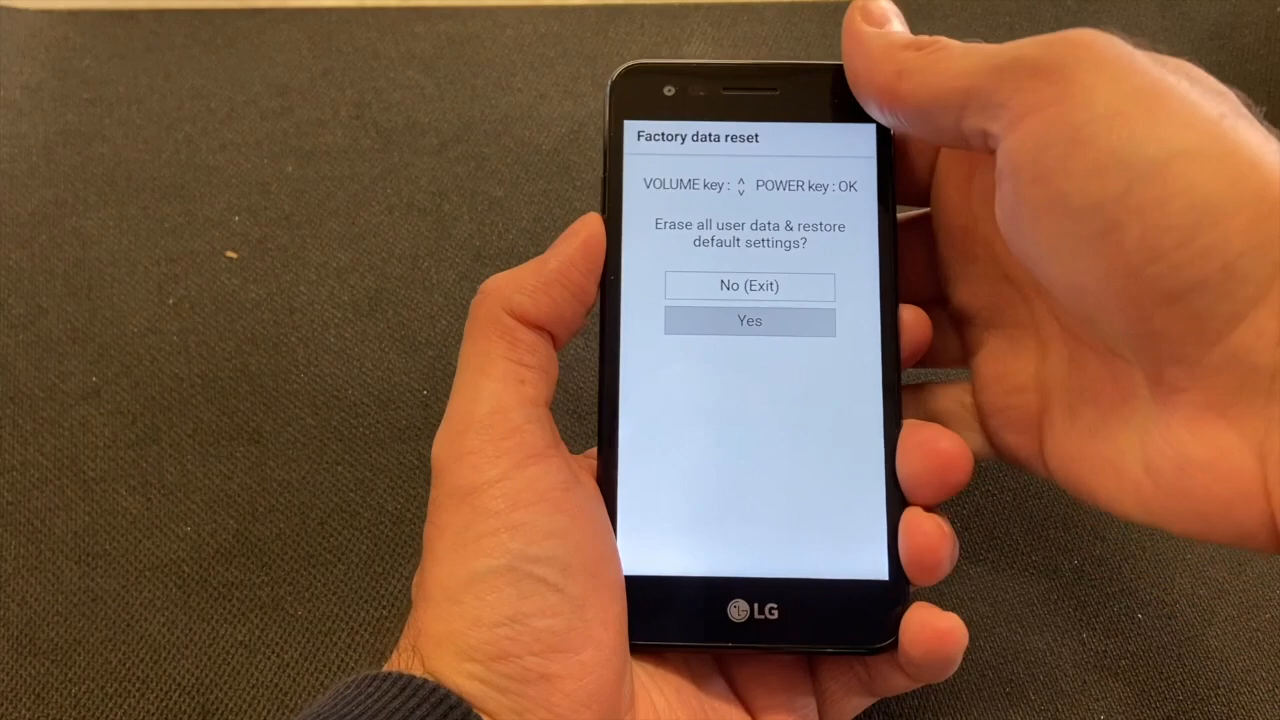 Factory data reset
VOLUME key : ^ v POWER key : OK
Erase all user data & restore
default settings?
No (Exit)
Yes
LG